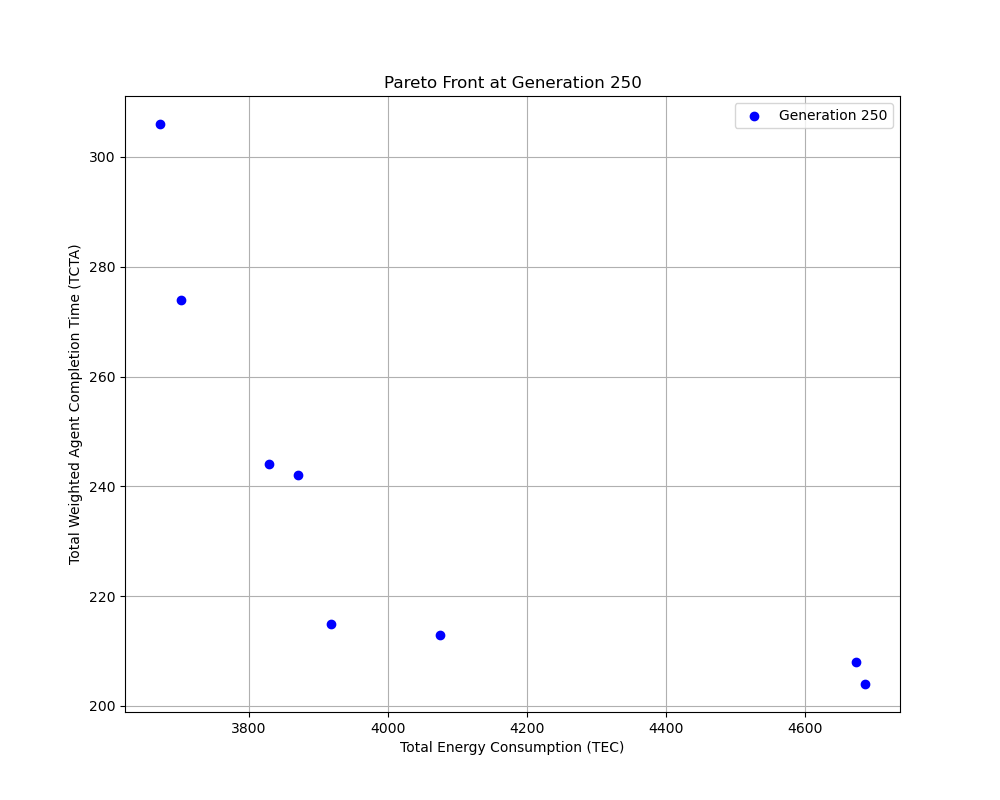 Pareto Front at Generation 250
Generation 250
300
280
260
240
220
200
Total Weighted Agent Completion Time (TCTA)
3800 4000 4200 4400 4600
Total Energy Consumption (TEC)